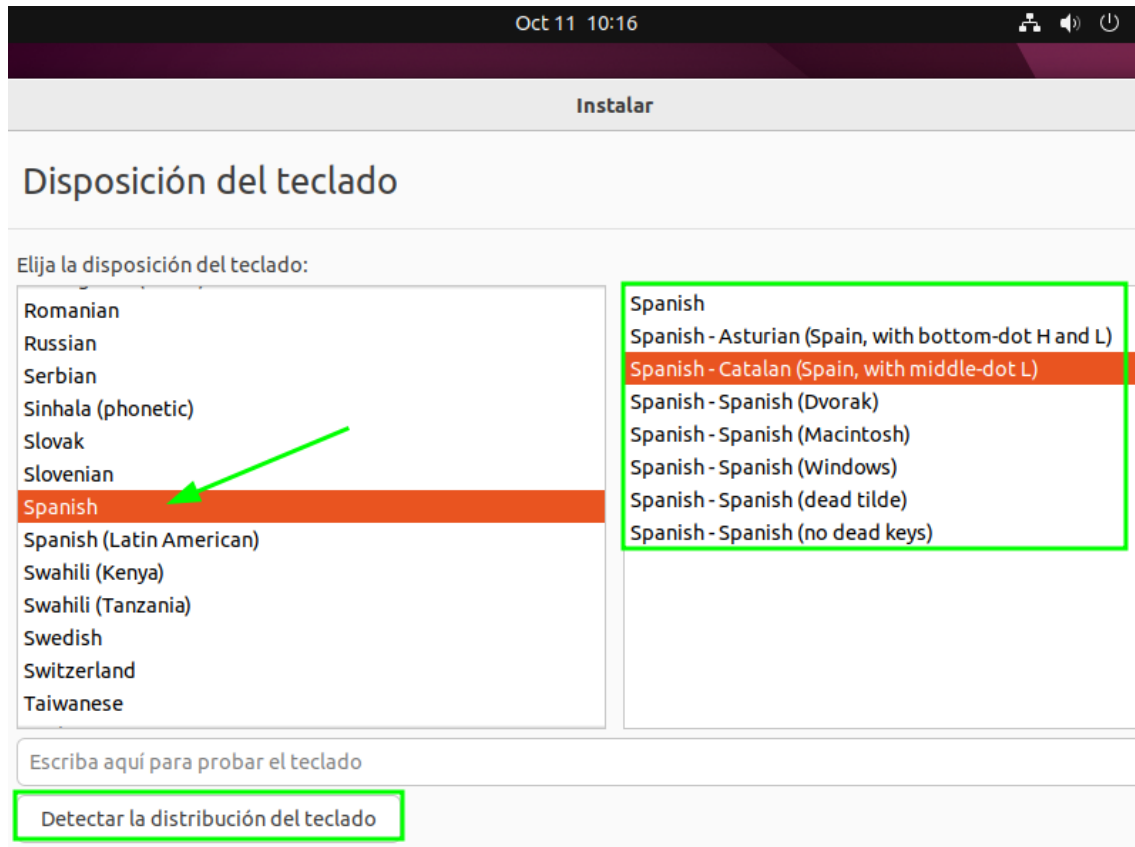 Oct 11 10:16
Instalar
Disposición del teclado
Elija la disposición del teclado:
Romanian
Russian
Serbian
Sinhala (phonetic)
Slovak
Slovenian
Spanish
Spanish (Latin American)
Swahili (Kenya)
Swahili (Tanzania)
Swedish
Switzerland
Taiwanese
Spanish
Spanish - Asturian (Spain, with bottom-dot H and L)
Spanish - Catalan (Spain, with middle-dot L)
Spanish - Spanish (Dvorak)
Spanish - Spanish (Macintosh)
Spanish - Spanish (Windows)
Spanish - Spanish (dead tilde)
Spanish - Spanish (no dead keys)
Escriba aquí para probar el teclado
Detectar la distribución del teclado